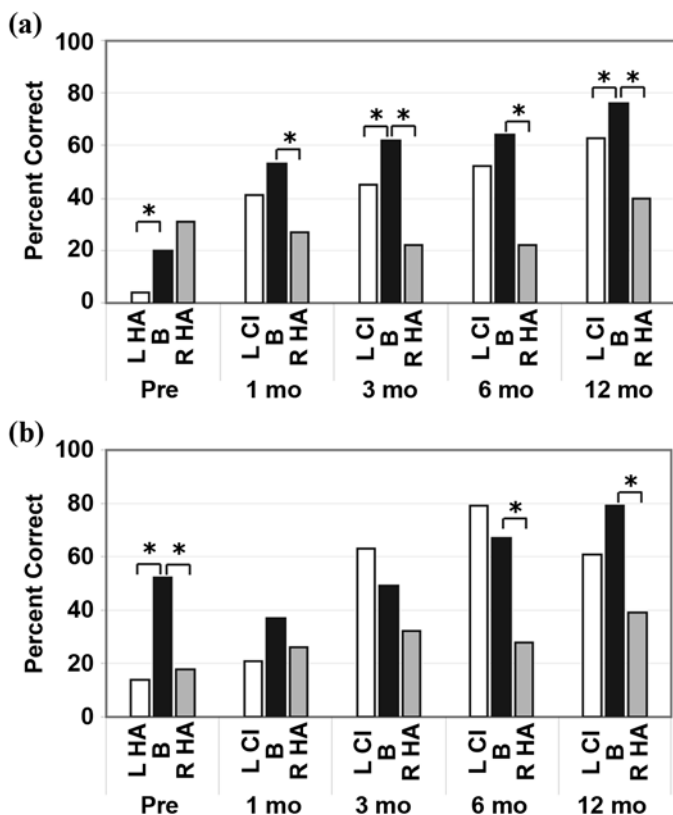 (a)
100
80
60
40
20
0
Percent Correct
* * * * * * *
L HA B R HA L CI B R HA L CI B R HA L CI B R HA L CI B R HA
Pre 1 mo 3 mo 6 mo 12 mo
(b)
100
80
60
40
20
0
Percent Correct
* * * *
L HA B R HA L CI B R HA L CI B R HA L CI B R HA L CI B R HA
Pre 1 mo 3 mo 6 mo 12 mo